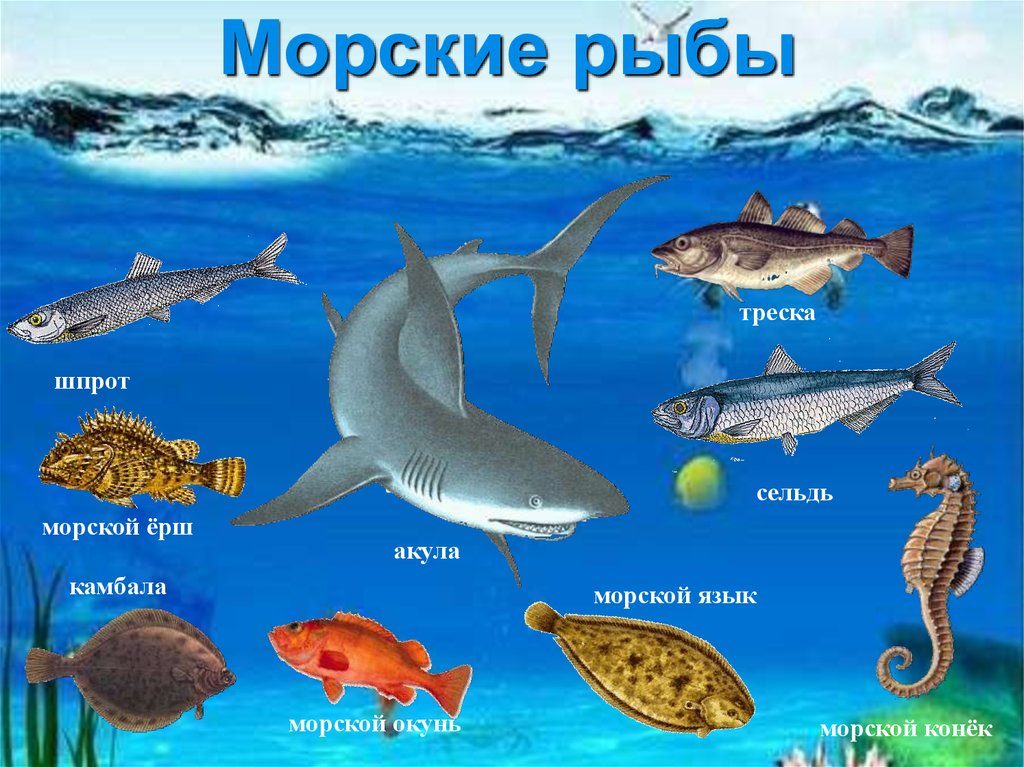 Морские рыбы
треска
шпрот
сельдь
морской ёрш
акула
камбала
морской язык
морской окунь
морской конёк